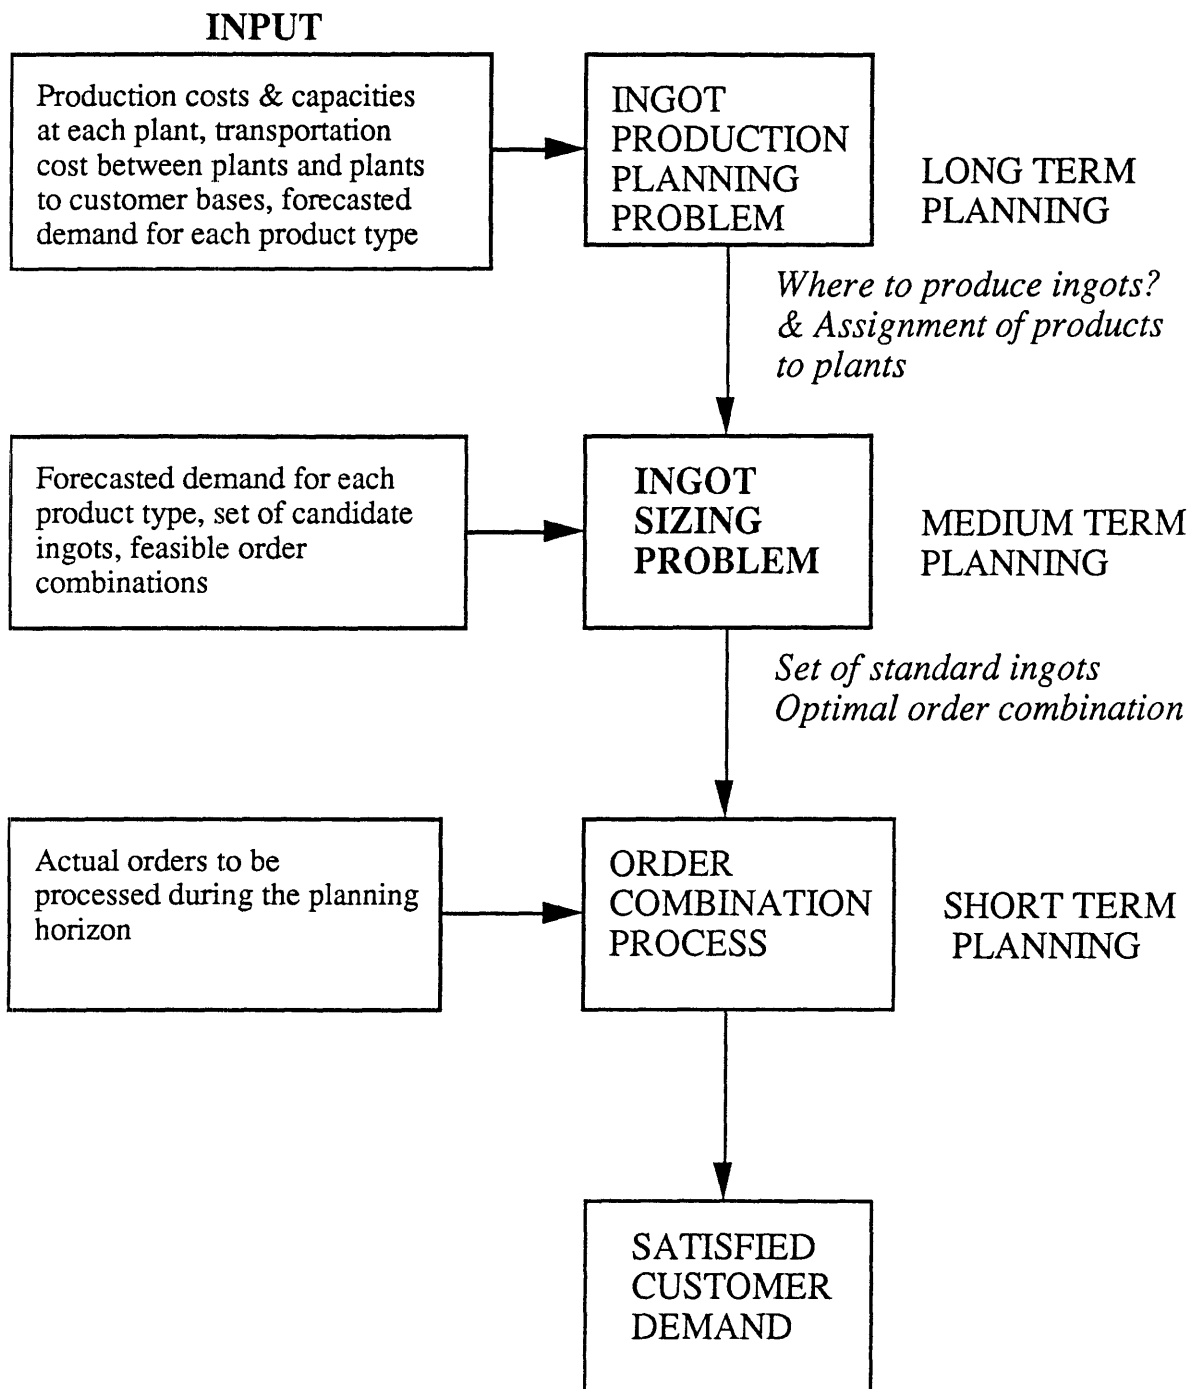 INPUT
Production costs & capacities
at each plant, transportation
cost between plants and plants
to customer bases, forecasted
demand for each product type
INGOT
PRODUCTION
PLANNING
PROBLEM
LONG TERM
PLANNING
Where to produce ingots?
& Assignment of products
to plants
Forecasted demand for each
product type, set of candidate
ingots, feasible order
combinations
INGOT
SIZING
PROBLEM
MEDIUM TERM
PLANNING
Set of standard ingots
Optimal order combination
Actual orders to be
processed during the planning
horizon
ORDER
COMBINATION
PROCESS
SHORT TERM
PLANNING
SATISFIED
CUSTOMER
DEMAND